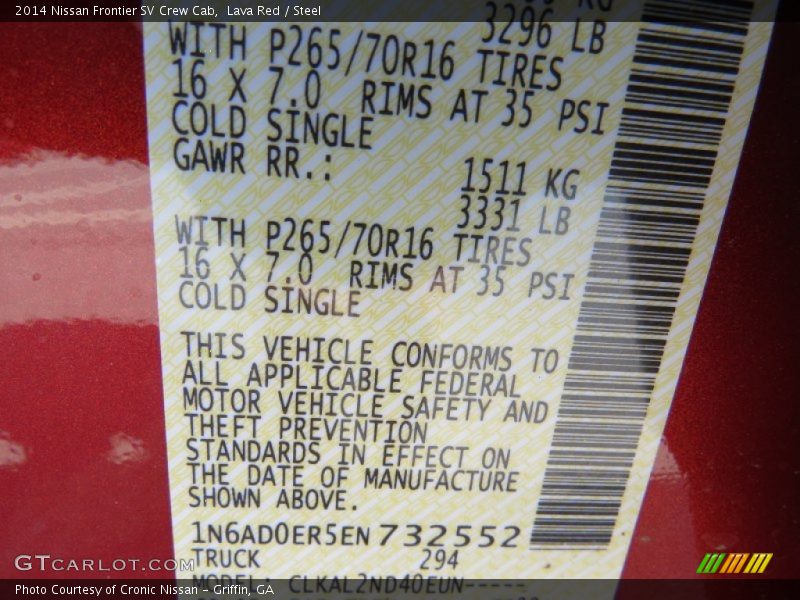 2014 Nissan Frontier SV Crew Cab,  Lava Red / Steel
3296 LB
WITH P265/70R16 TIRES
16 X 7.0 RIMS AT 35 PSI
COLD SINGLE
GAWR RR.:
1511 KG
3331 LB
WITH P265/70R16 TIRES
16 X 7.0 RIMS AT 35 PSI
COLD SINGLE
THIS VEHICLE CONFORMS TO
ALL APPLICABLE FEDERAL
MOTOR VEHICLE SAFETY AND
THEFT PREVENTION
STANDARDS IN EFFECT ON
THE DATE OF MANUFACTURE
SHOWN ABOVE.
1N6AD0ER5EN732552
TRUCK 294
MODEL: CLKAL2ND40EUN-----
GTCARLOT.COM
Photo Courtesy of Cronic Nissan - Griffin, GA